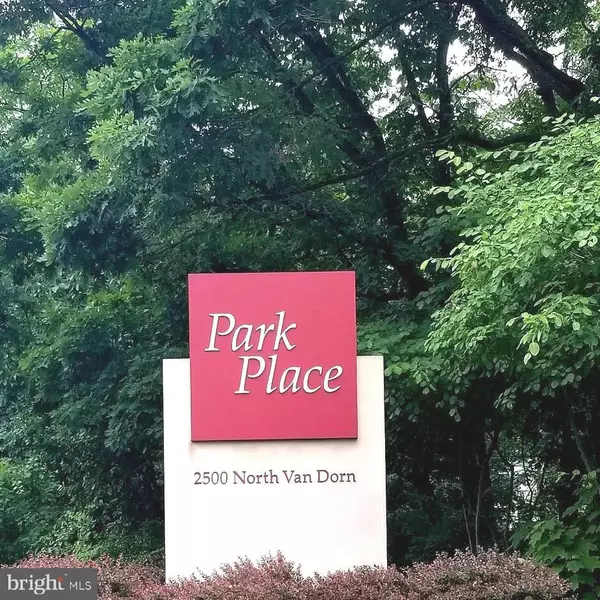 Park
Place
2500 North Van Dorn
bright MLS